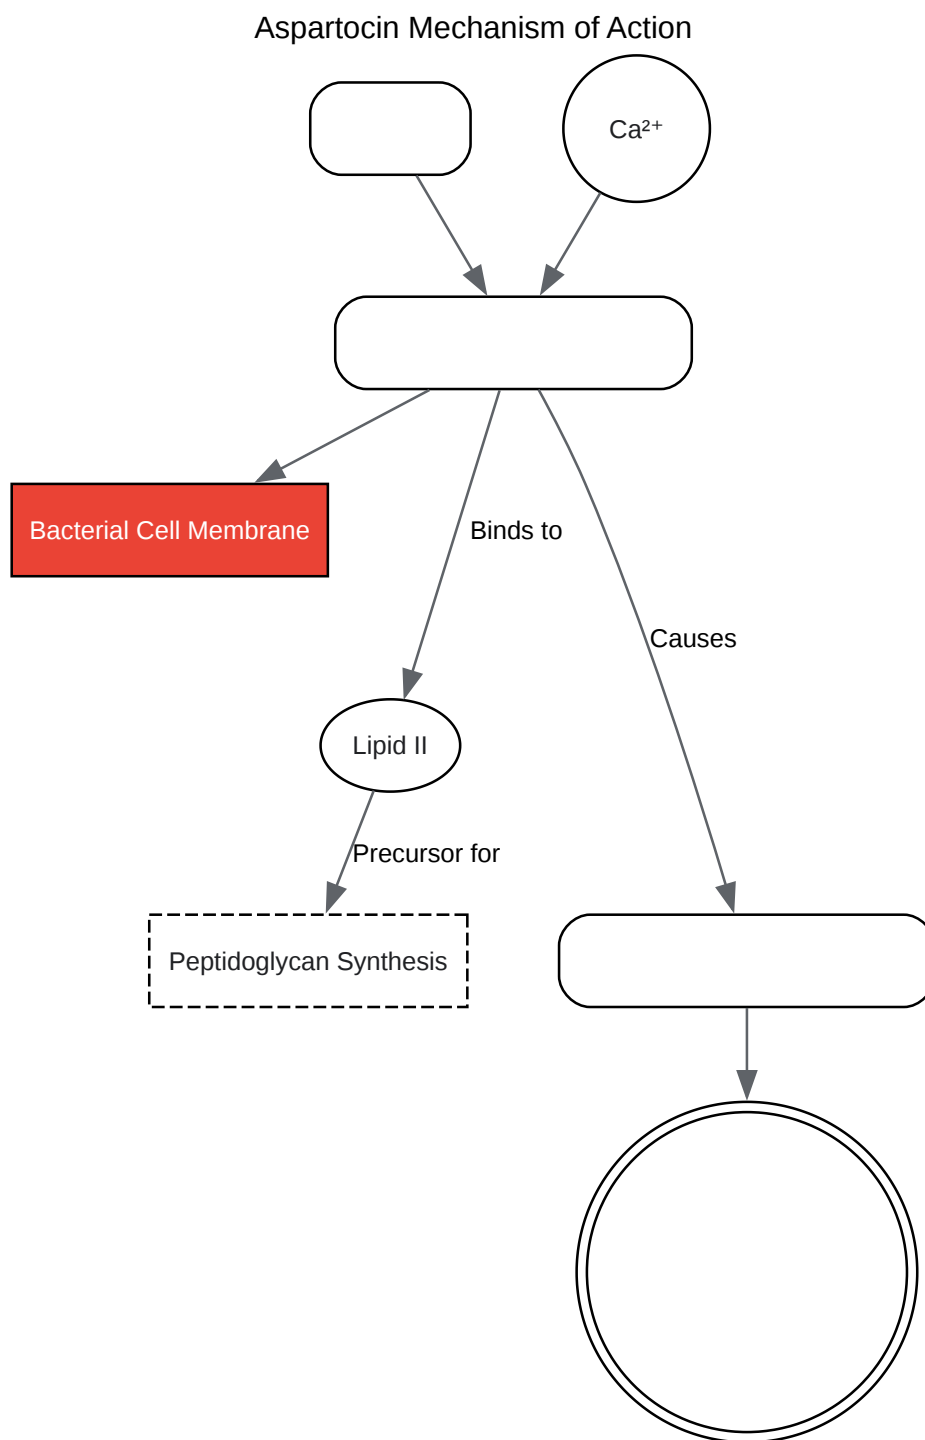 Aspartocin Mechanism of Action
Ca²⁺
Bacterial Cell Membrane
Binds to
Causes
Lipid II
Precursor for
Peptidoglycan Synthesis